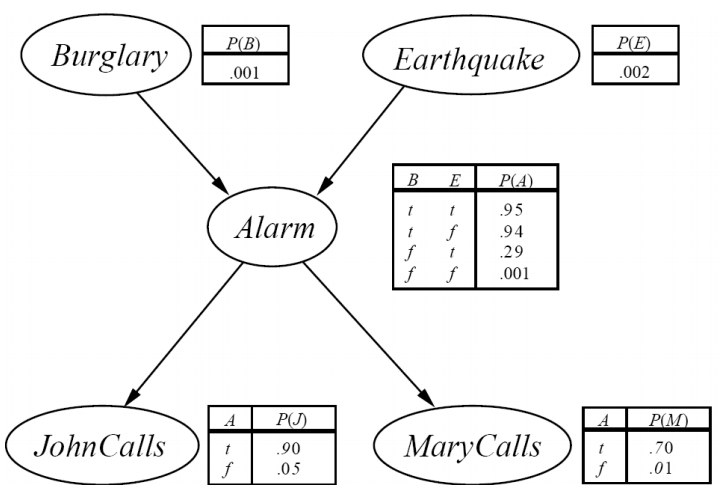 Burglary
P(B)
.001
Earthquake
P(E)
.002
Alarm
B E P(A)
t t .95
t f .94
f t .29
f f .001
JohnCalls
A P(J)
t .90
f .05
MaryCalls
A P(M)
t .70
f .01